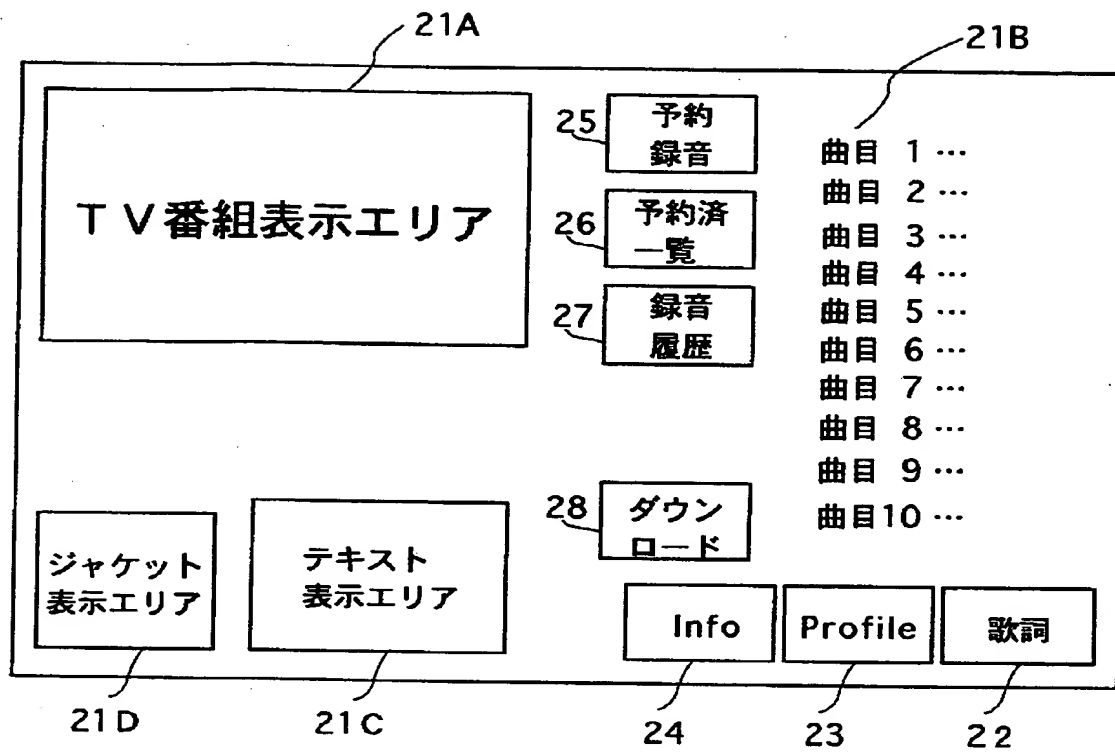 21A
21B
TV番組表示エリア
25
予約
録音
26
予約済
一覧
27
録音
履歴
曲目 1 …
曲目 2 …
曲目 3 …
曲目 4 …
曲目 5 …
曲目 6 …
曲目 7 …
曲目 8 …
曲目 9 …
曲目10 …
28
ダウン
ロード
ジャケット
表示エリア
テキスト
表示エリア
Info
Profile
歌詞
21D
21C
24
23
22